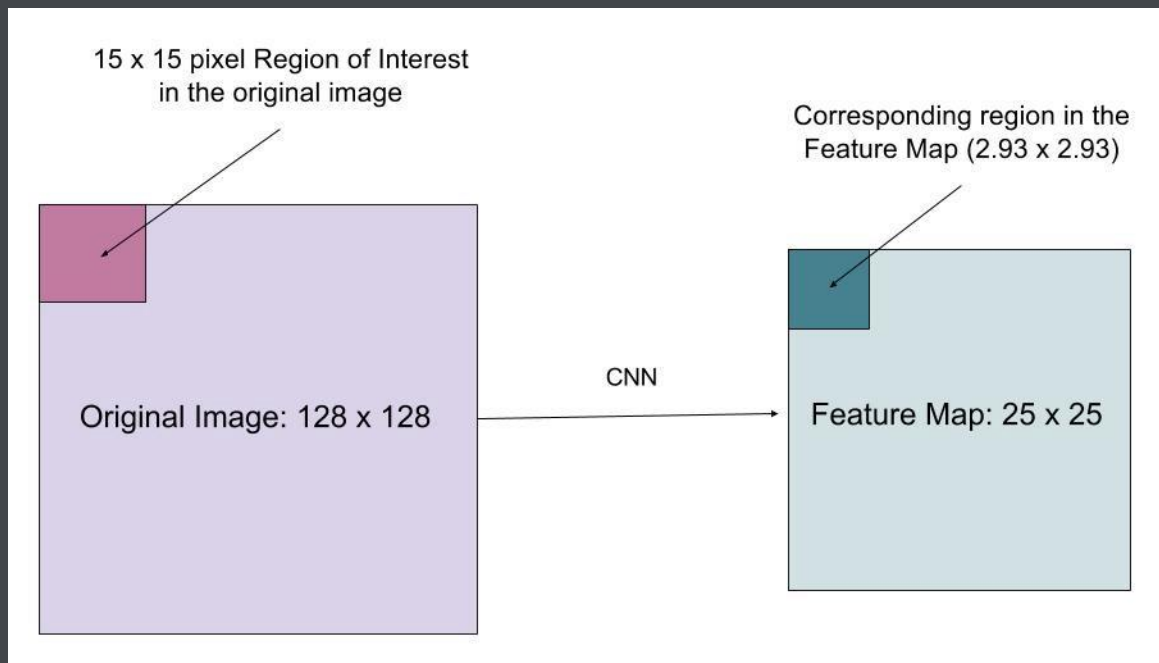 15 x 15 pixel Region of Interest
in the original image
Corresponding region in the
Feature Map (2.93 x 2.93)
CNN
Original Image: 128 x 128
Feature Map: 25 x 25